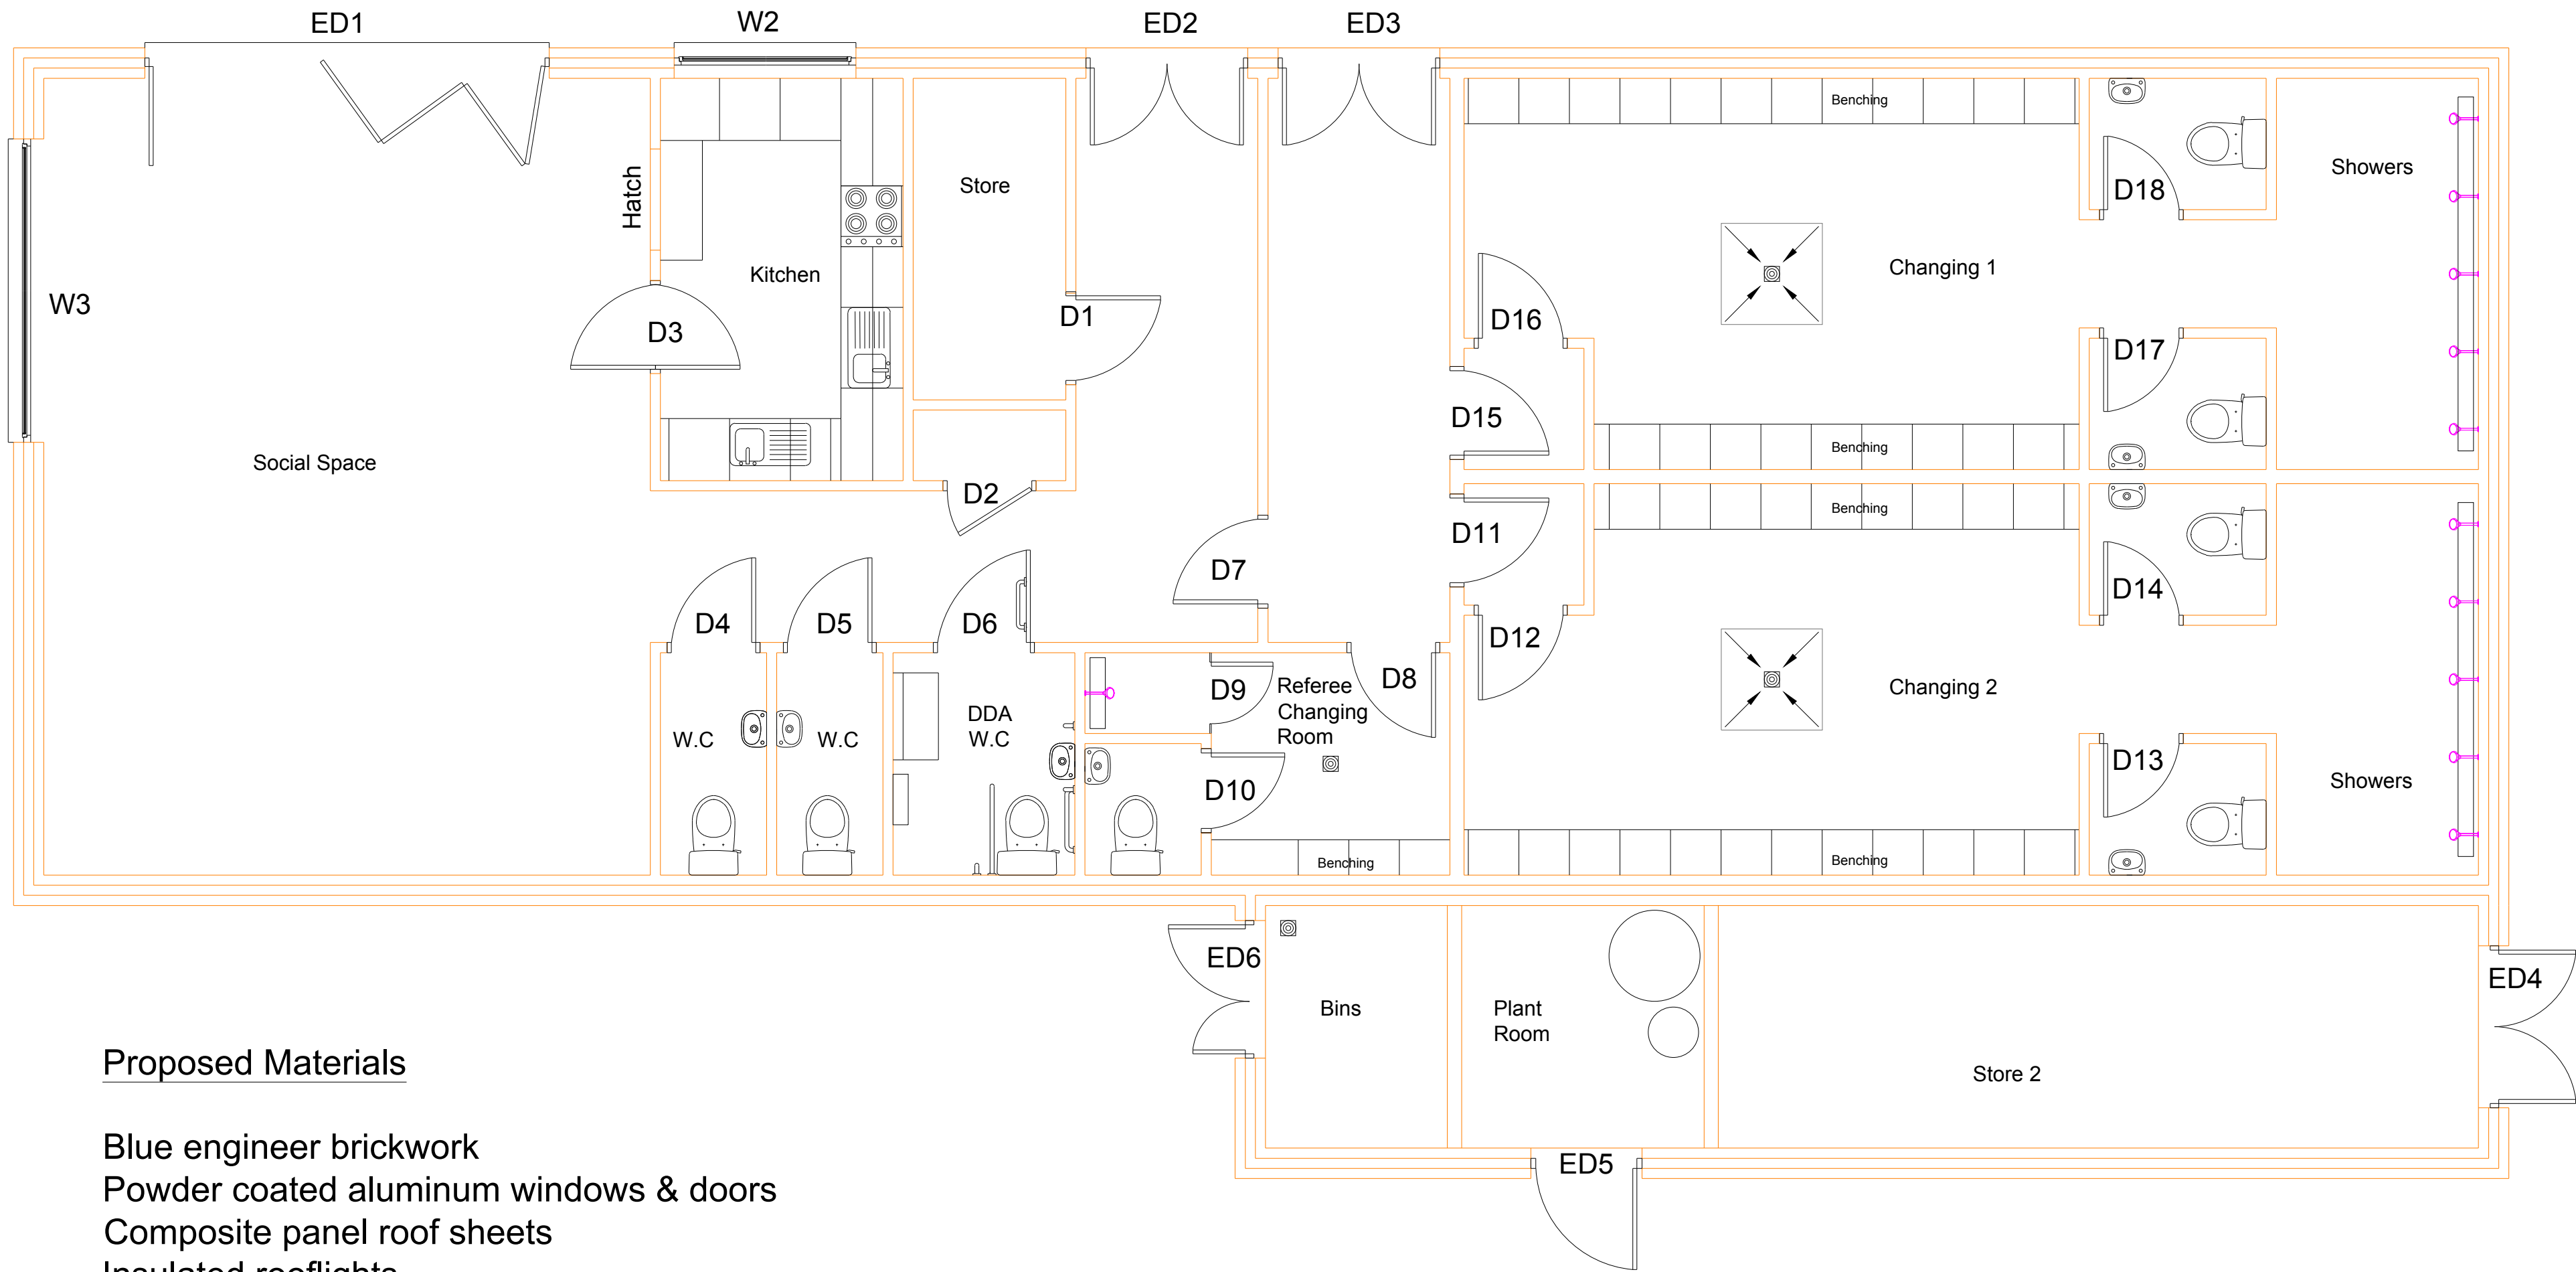 ED1
W2
ED2
ED3
Benching
Store
Showers
D18
Hatch
Kitchen
Changing 1
W3
D3
D1
D16
D17
D15
Benching
Social Space
D2
Benching
D11
D7
D14
D4
D5
D6
D12
D9
Referee
Changing
Room
D8
Changing 2
DDA
W.C
W.C
W.C
D13
D10
Showers
Benching
Benching
ED6
ED4
Bins
Plant
Room
Store 2
ED5
Proposed Materials
Blue engineer brickwork
Powder coated aluminum windows & doors
Composite panel roof sheets
Insulated rooflights